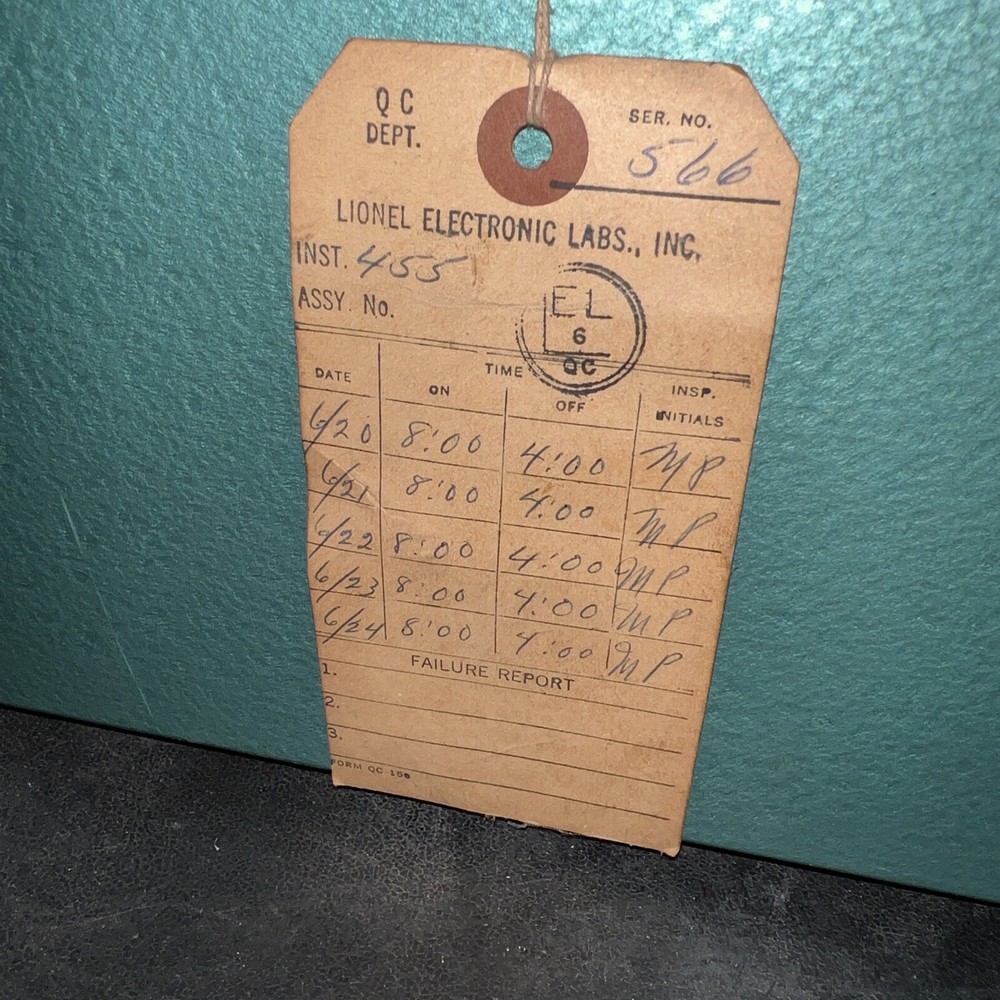 Q C
DEPT.
SER. NO.
566
LIONEL ELECTRONIC LABS., INC.
INST. 455
ASSY. No.
EL
6
QC
DATE TIME INSP.
ON OFF INITIALS
6/20 8:00 4:00 MP
6/21 8:00 4:00 MP
6/22 8:00 4:00 MP
6/23 8:00 4:00 MP
6/24 8:00 4:00 MP
FAILURE REPORT
1.
2.
3.
FORM QC